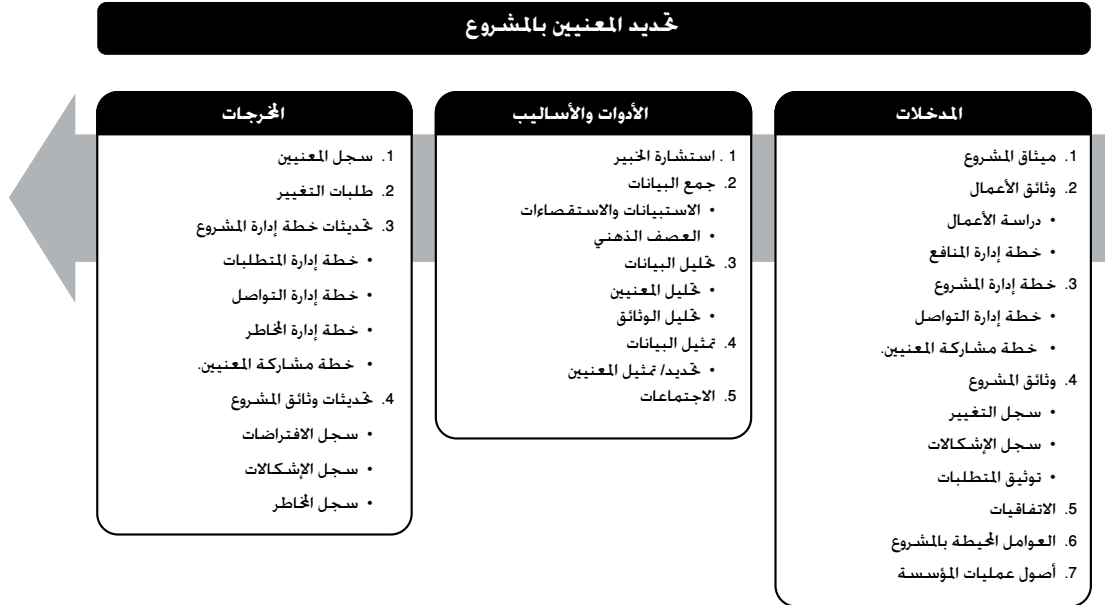 تحديد المعنيين بالمشروع
المدخلات
1. ميثاق المشروع
2. وثائق الأعمال
• دراسة الأعمال
• خطة إدارة المنافع
3. خطة إدارة المشروع
• خطة إدارة التواصل
• خطة مشاركة المعنيين.
4. وثائق المشروع
• سجل التغيير
• سجل الإشكالات
• توثيق المتطلبات
5. الاتفاقيات
6. العوامل المحيطة بالمشروع
7. أصول عمليات المؤسسة
الأدوات والأساليب
1 . استشارة الخبير
2. جمع البيانات
• الاستبيانات والاستقصاءات
• العصف الذهني
3. تحليل البيانات
• تحليل المعنيين
• تحليل الوثائق
4. تمثيل البيانات
• تحديد/ تمثيل المعنيين
5. الاجتماعات
المخرجات
1. سجل المعنيين
2. طلبات التغيير
3. تحديثات خطة إدارة المشروع
• خطة إدارة المتطلبات
• خطة إدارة التواصل
• خطة إدارة المخاطر
• خطة مشاركة المعنيين.
4. تحديثات وثائق المشروع
• سجل الافتراضات
• سجل الإشكالات
• سجل المخاطر